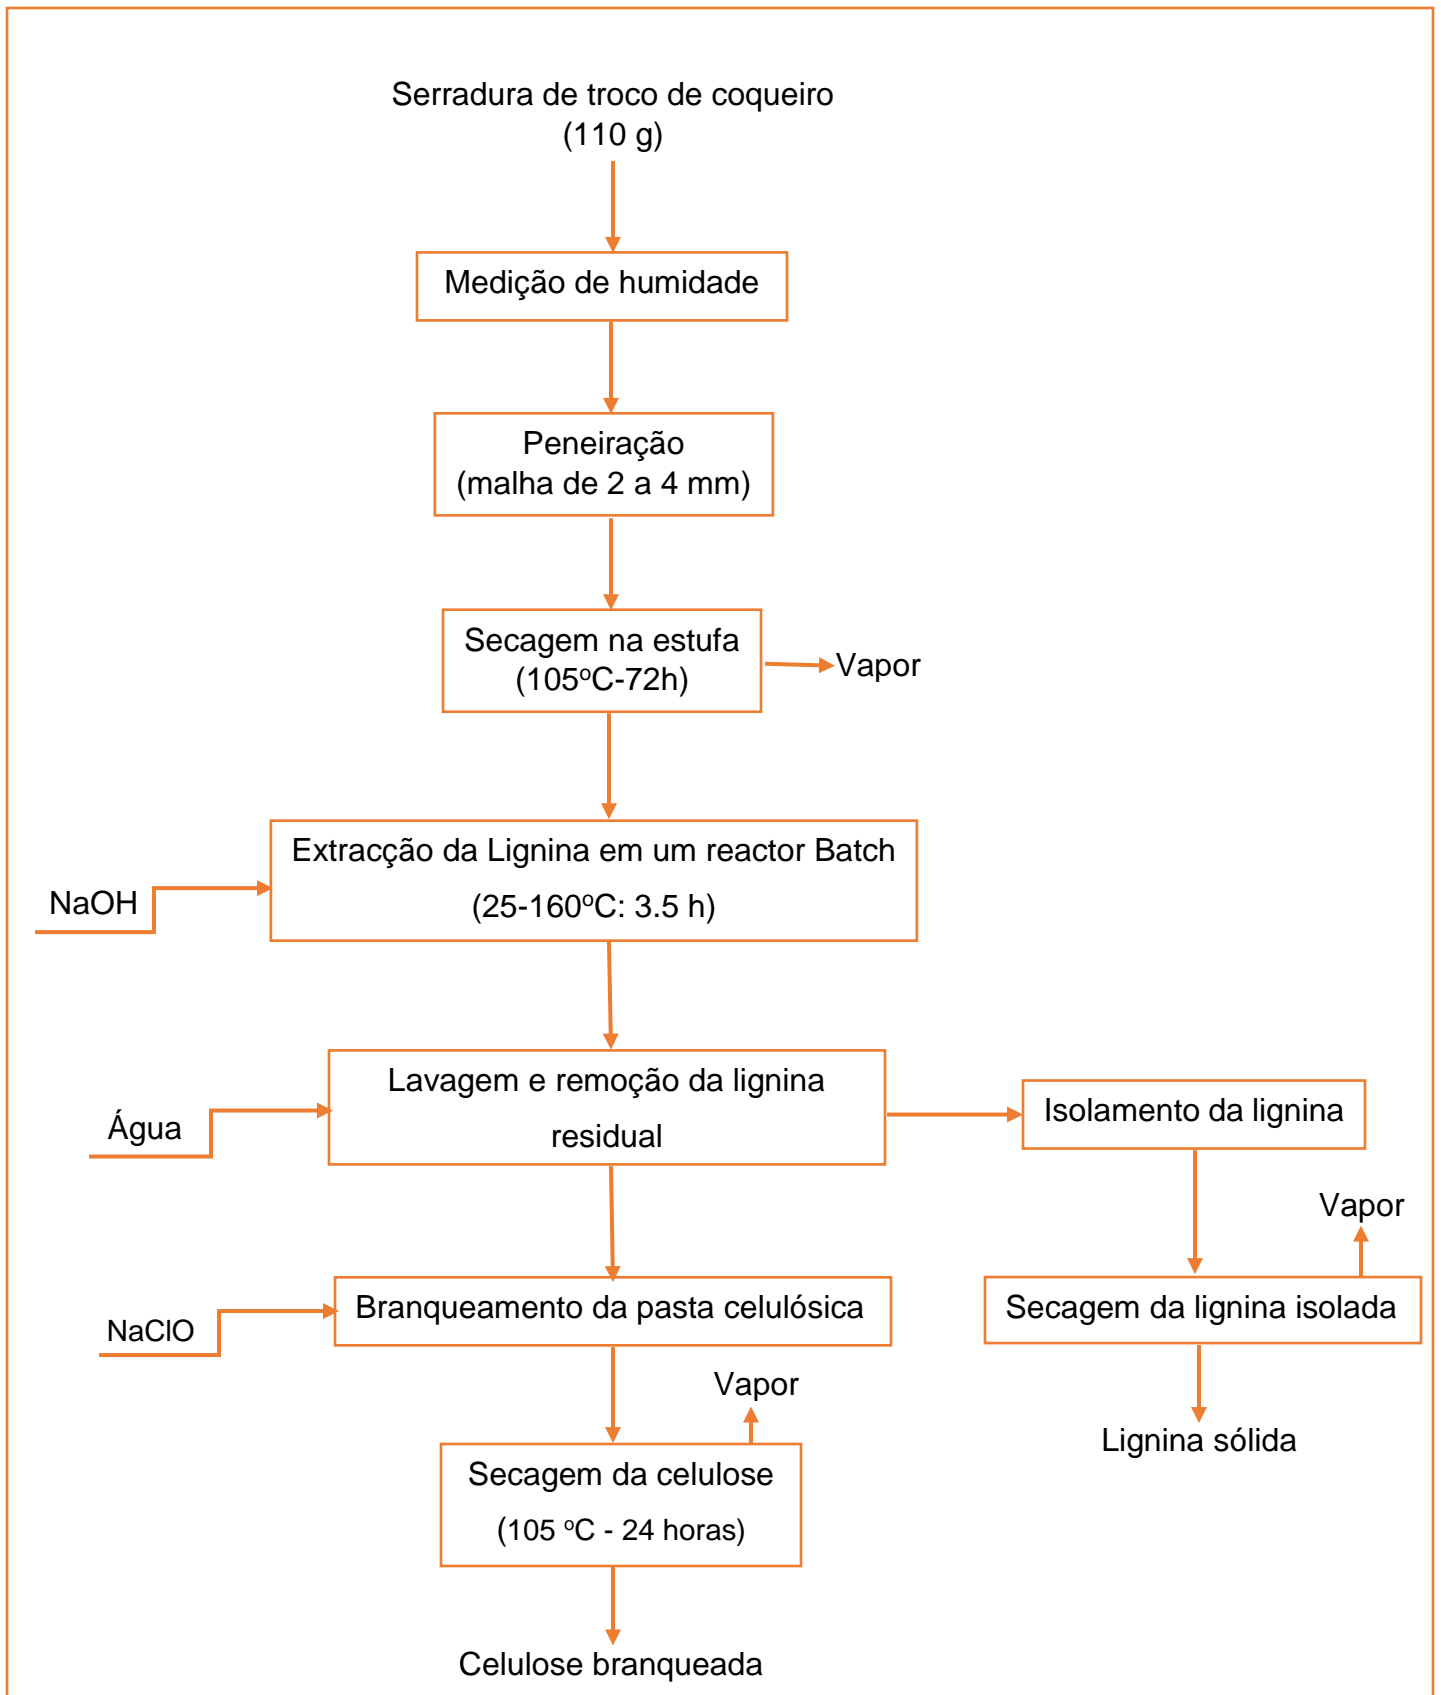 Serradura de troco de coqueiro
(110 g)
Medição de humidade
Peneiração
(malha de 2 a 4 mm)
Secagem na estufa
(105ºC-72h)
Vapor
Extracção da Lignina em um reactor Batch
(25-160ºC: 3.5 h)
NaOH
Lavagem e remoção da lignina
residual
Água
Isolamento da lignina
Vapor
Branqueamento da pasta celulósica
NaClO
Secagem da lignina isolada
Vapor
Lignina sólida
Secagem da celulose
(105 ºC - 24 horas)
Celulose branqueada